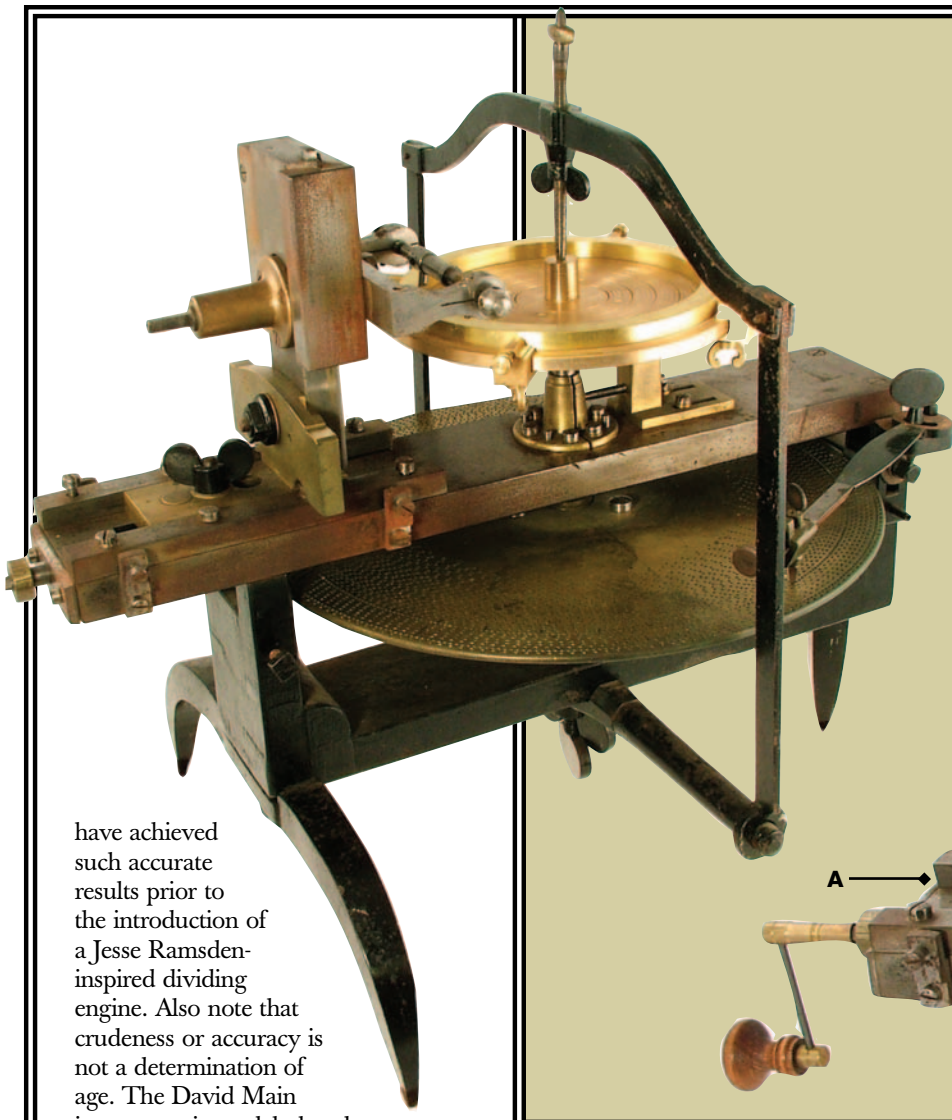 have achieved
such accurate
results prior to
the introduction of
a Jesse Ramsden-
inspired dividing
engine. Also note that
crudeness or accuracy is
not a determination of
age. The David Main
A